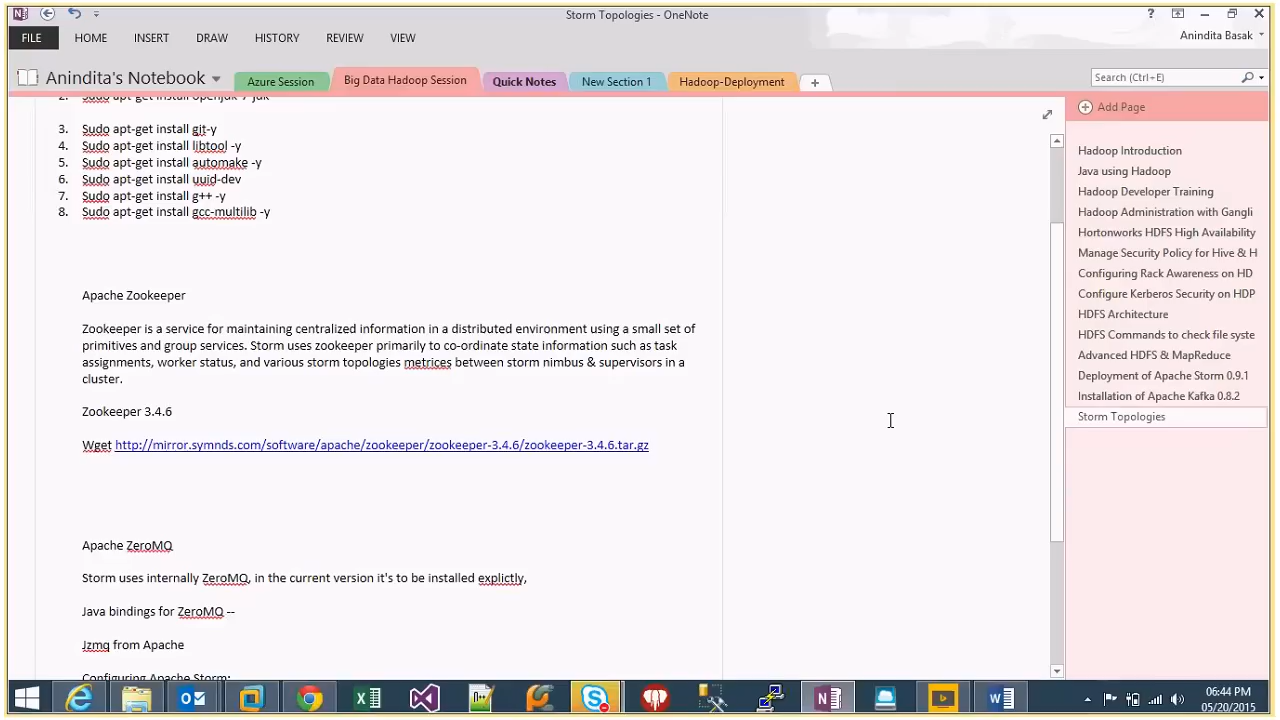 Storm Topologies - OneNote
Anindita Basak
FILE HOME INSERT DRAW HISTORY REVIEW VIEW
Anindita's Notebook Azure Session Big Data Hadoop Session Quick Notes New Section 1 Hadoop-Deployment
Search (Ctrl+E)
3. Sudo apt-get install git-y
4. Sudo apt-get install libtool -y
5. Sudo apt-get install automake -y
6. Sudo apt-get install uuid-dev
7. Sudo apt-get install g++ -y
8. Sudo apt-get install gcc-multilib -y
Apache Zookeeper
Zookeeper is a service for maintaining centralized information in a distributed environment using a small set of
primitives and group services. Storm uses zookeeper primarily to co-ordinate state information such as task
assignments, worker status, and various storm topologies metrices between storm nimbus & supervisors in a
cluster.
Zookeeper 3.4.6
Wget http://mirror.symnds.com/software/apache/zookeeper/zookeeper-3.4.6/zookeeper-3.4.6.tar.gz
Apache ZeroMQ
Storm uses internally ZeroMQ, in the current version it's to be installed explictly,
Java bindings for ZeroMQ --
Jzmq from Apache
Configuring Apache Storm:
Add Page
Hadoop Introduction
Java using Hadoop
Hadoop Developer Training
Hadoop Administration with Gangli
Hortonworks HDFS High Availability
Manage Security Policy for Hive & H
Configuring Rack Awareness on HD
Configure Kerberos Security on HDP
HDFS Architecture
HDFS Commands to check file syste
Advanced HDFS & MapReduce
Deployment of Apache Storm 0.9.1
Installation of Apache Kafka 0.8.2
Storm Topologies
06:44 PM
05/20/2015